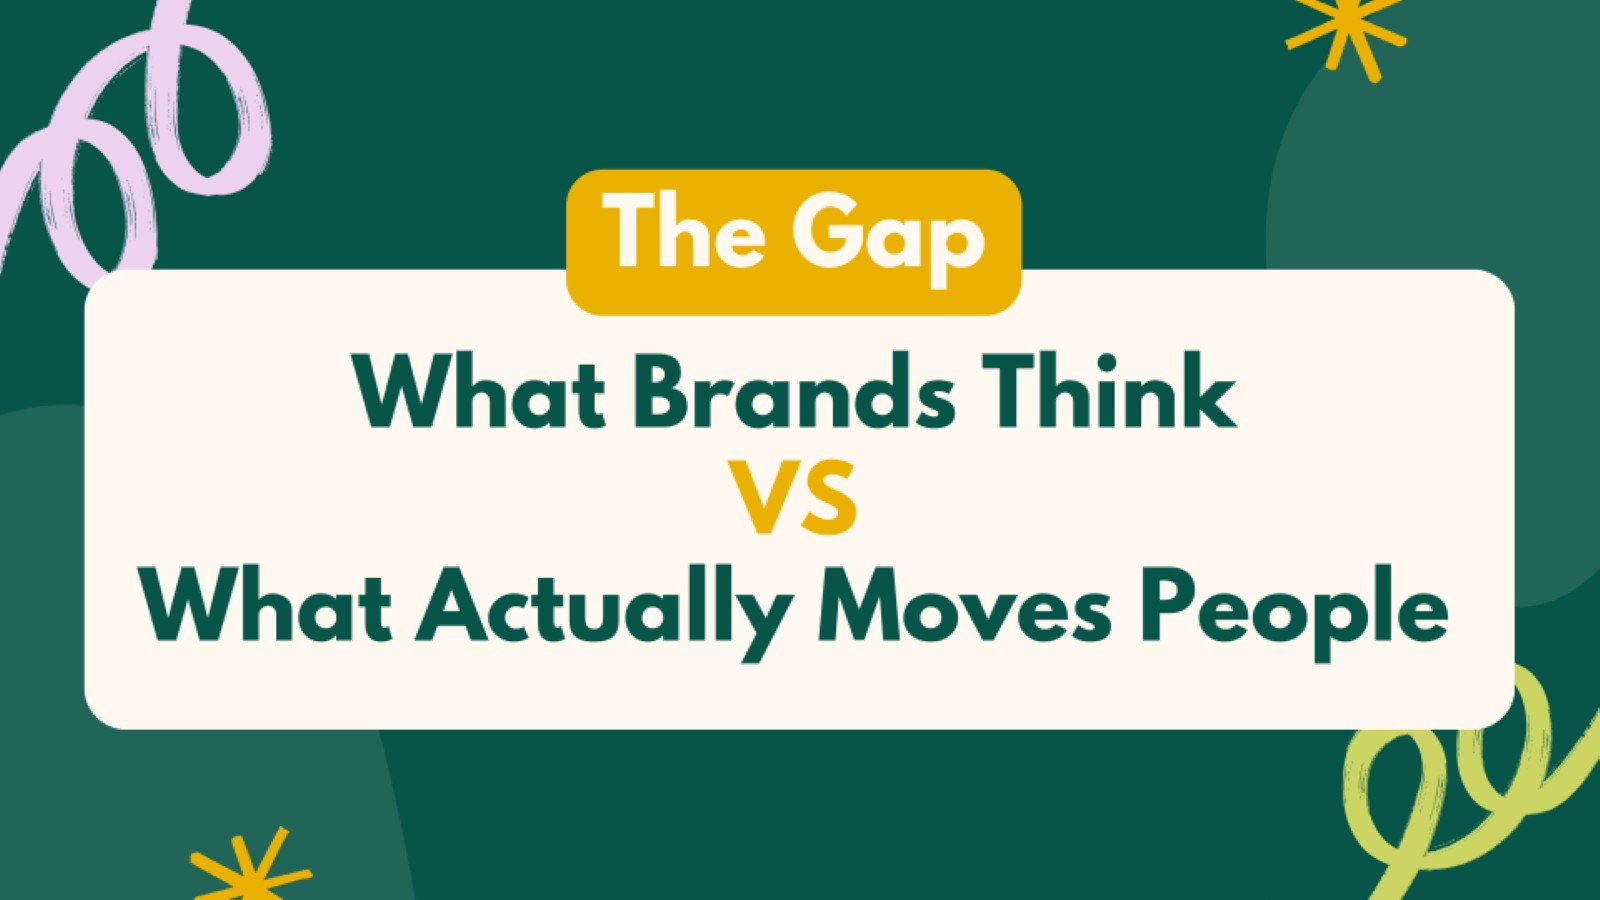 The Gap
What Brands Think
VS
What Actually Moves People